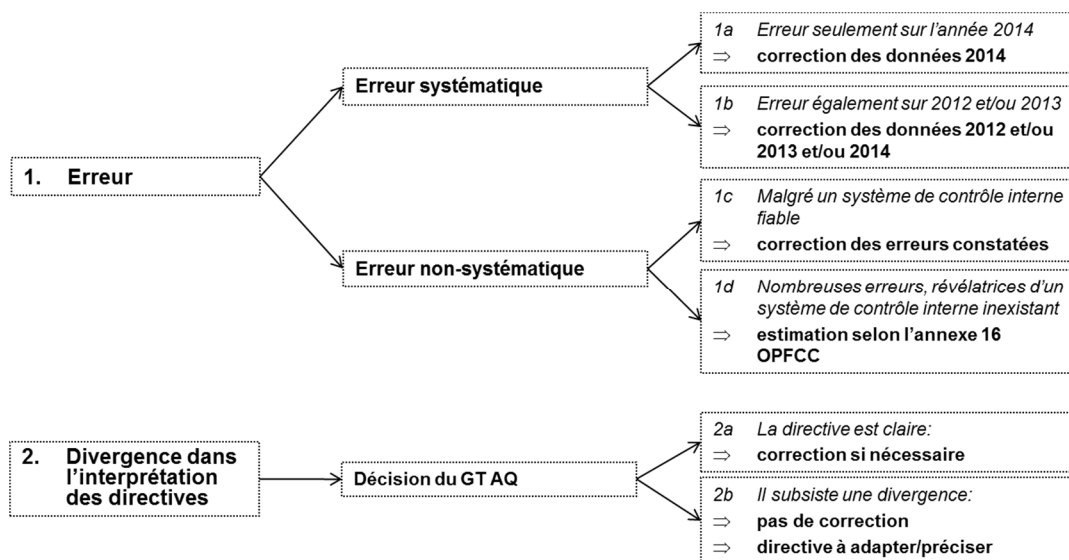 1. Erreur
Erreur systématique
1a Erreur seulement sur l'année 2014
⇒ correction des données 2014
1b Erreur également sur 2012 et/ou 2013
⇒ correction des données 2012 et/ou
2013 et/ou 2014
Erreur non-systématique
1c Malgré un système de contrôle interne
fiable
⇒ correction des erreurs constatées
1d Nombreuses erreurs, révélatrices d'un
système de contrôle interne inexistant
⇒ estimation selon l'annexe 16
OPFCC
2. Divergence dans
l'interprétation
des directives
Décision du GT AQ
2a La directive est claire:
⇒ correction si nécessaire
2b Il subsiste une divergence:
⇒ pas de correction
⇒ directive à adapter/préciser